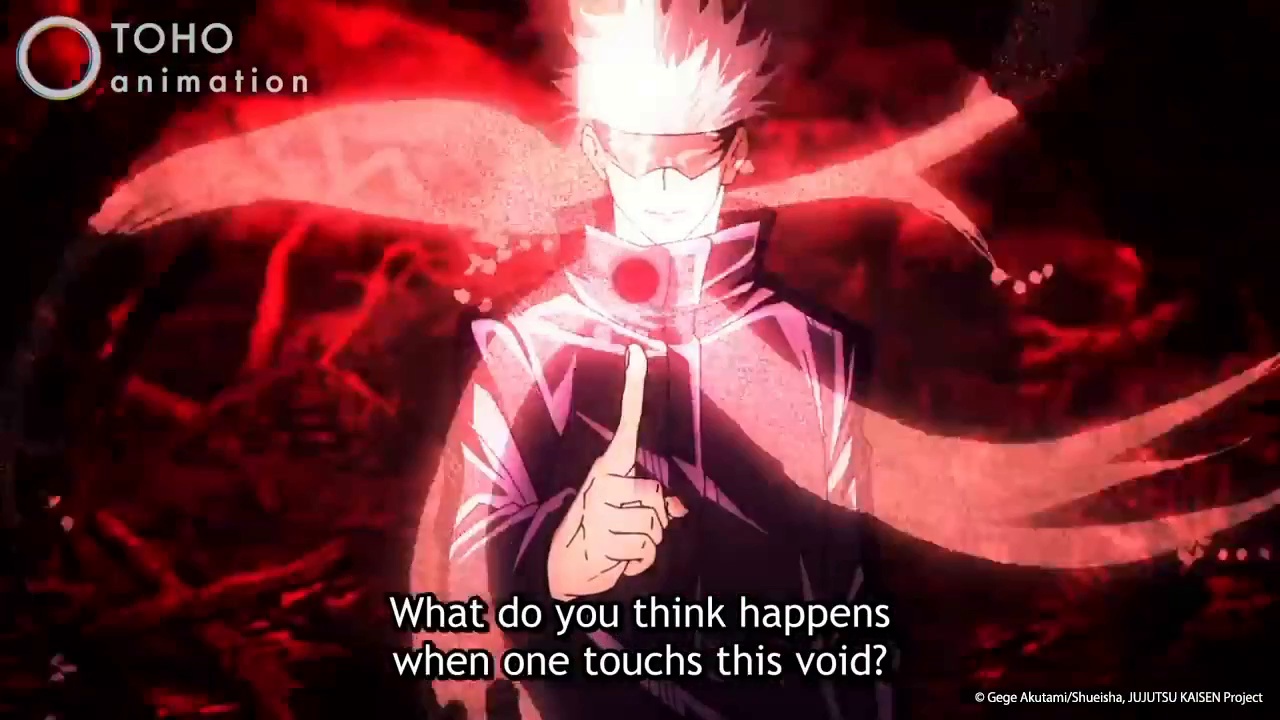 TOHO
animation
What do you think happens
when one touchs this void?
© Gege Akutami/Shueisha, JUJUTSU KAISEN Project